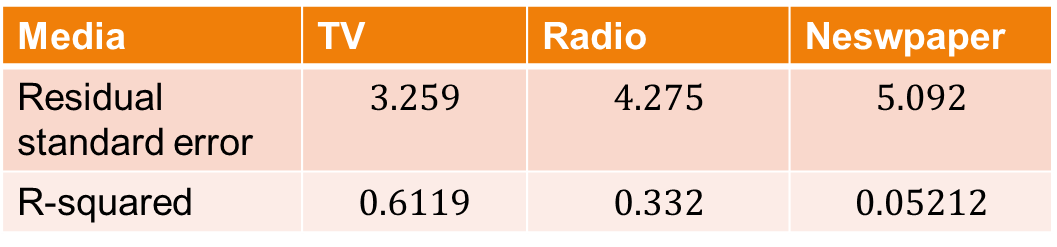 Media TV Radio Neswpaper
Residual standard error 3.259 4.275 5.092
R-squared 0.6119 0.332 0.05212